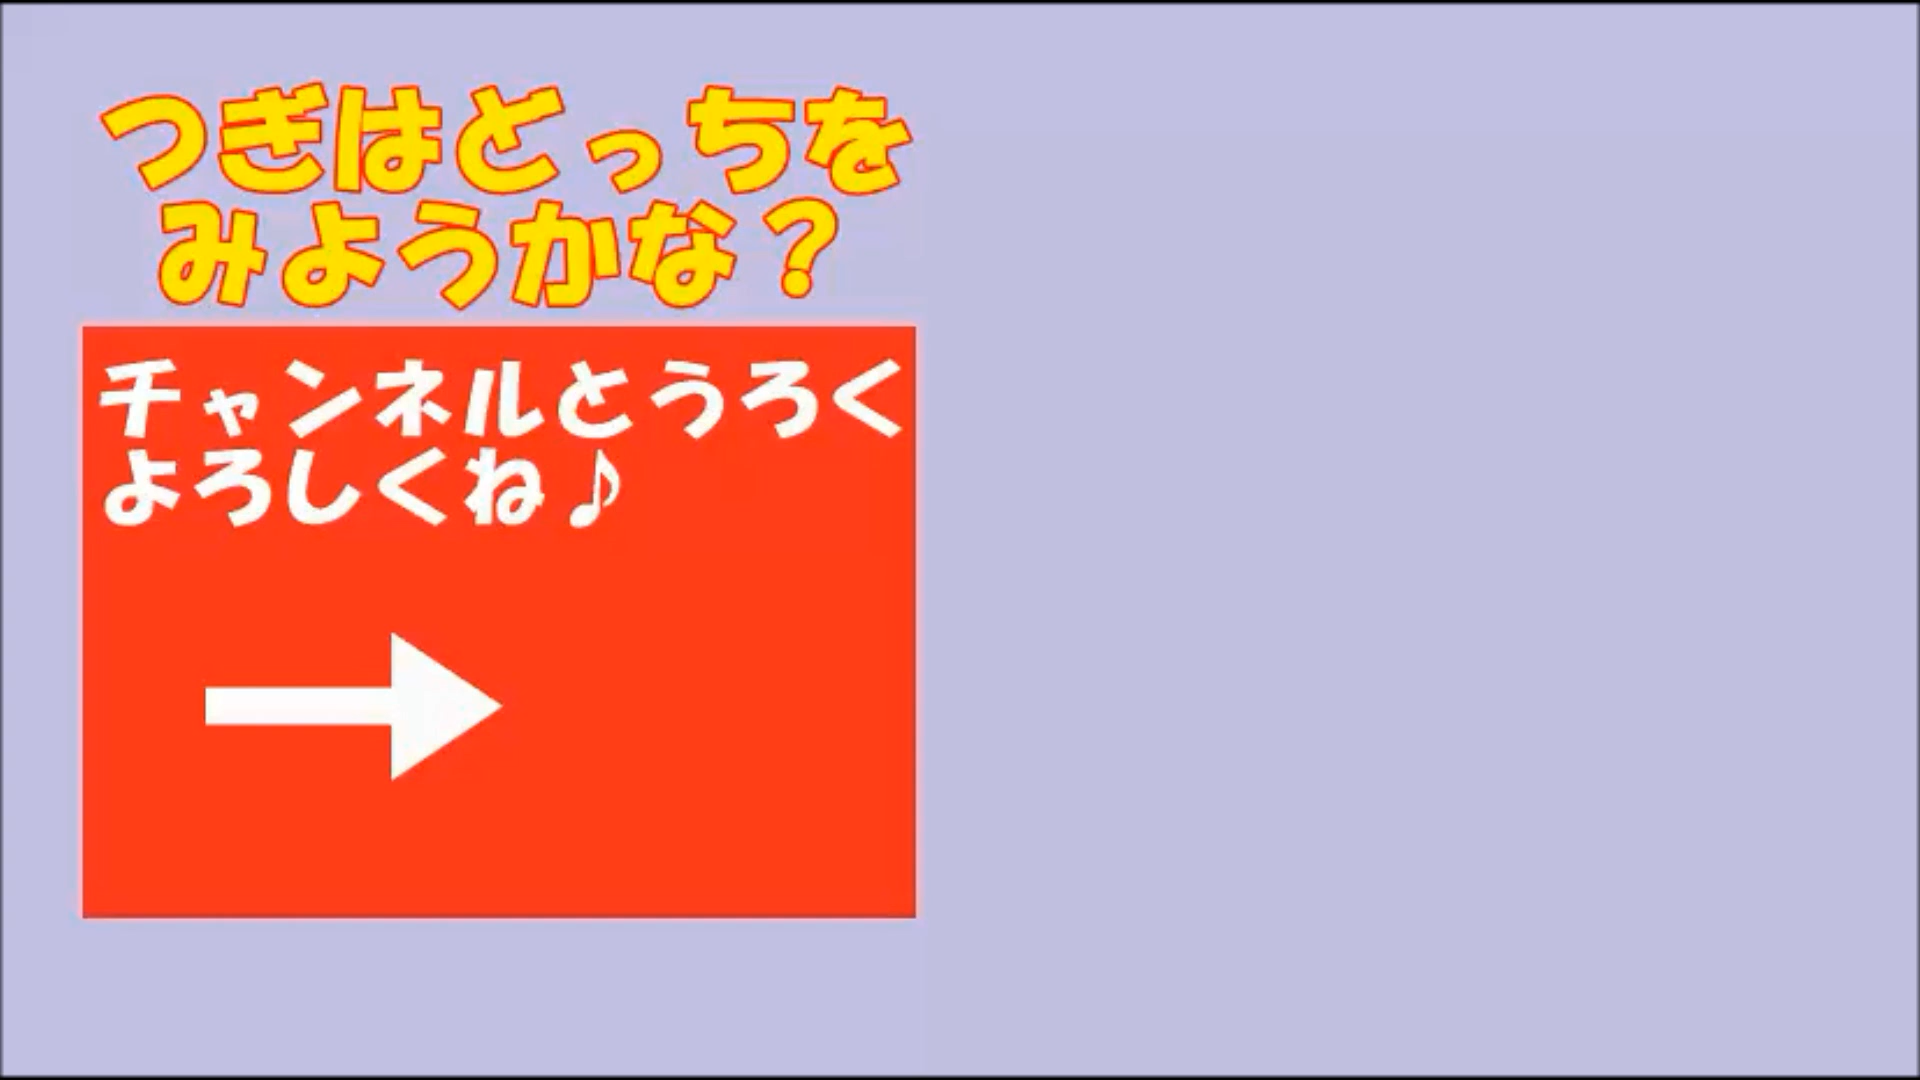 つぎはどっちを
みようかな？
チャンネルとうろく
よろしくね♪